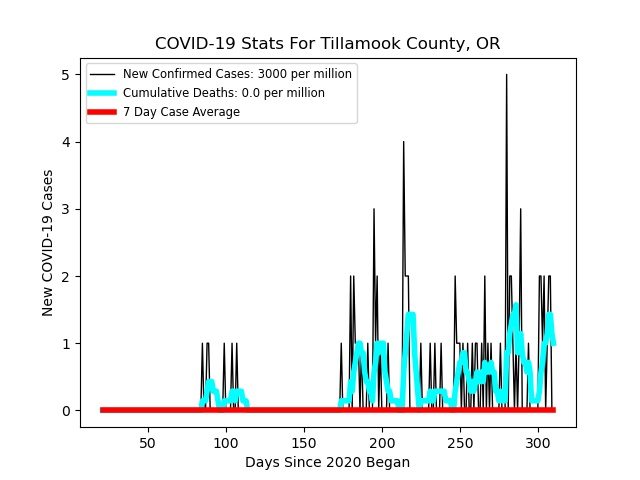 COVID-19 Stats For Tillamook County, OR
New Confirmed Cases: 3000 per million
Cumulative Deaths: 0.0 per million
7 Day Case Average
New COVID-19 Cases
5
4
3
2
1
0
50 100 150 200 250 300
Days Since 2020 Began